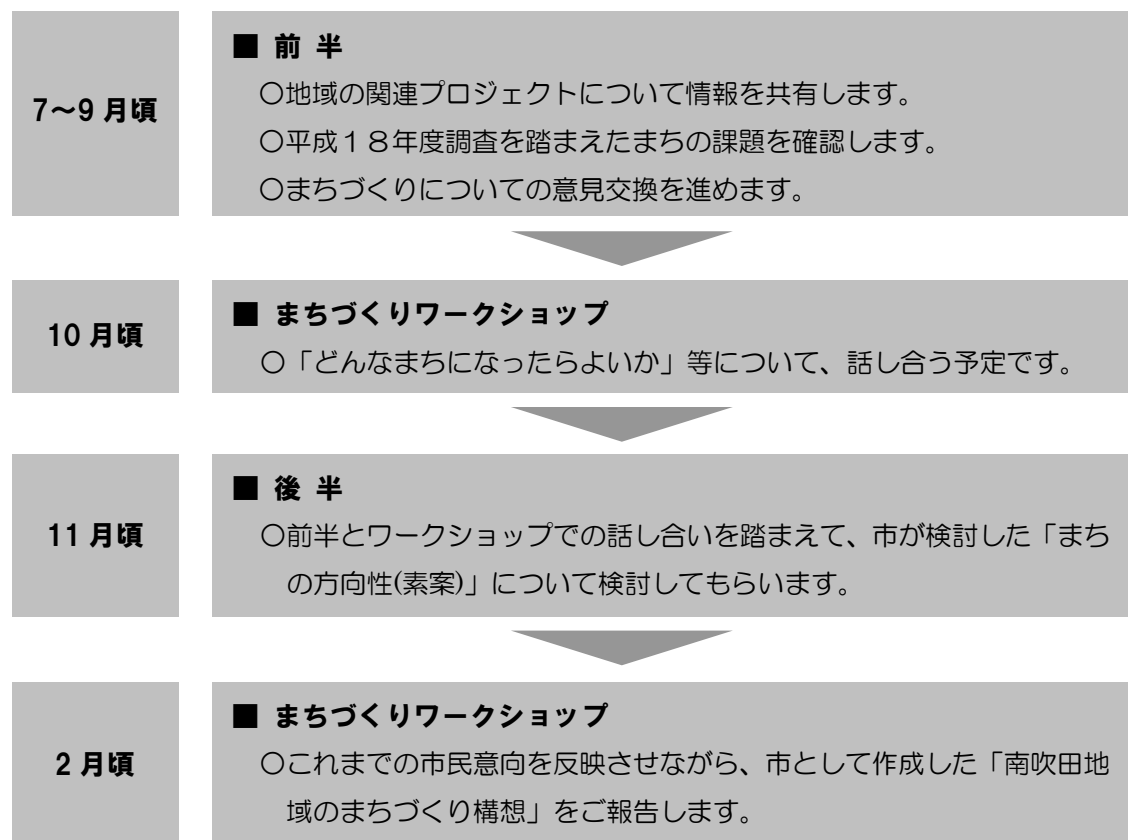 7～9 月頃
■ 前 半
○地域の関連プロジェクトについて情報を共有します。
○平成１８年度調査を踏まえたまちの課題を確認します。
○まちづくりについての意見交換を進めます。
10 月頃
■ まちづくりワークショップ
○「どんなまちになったらよいか」等について、話し合う予定です。
11 月頃
■ 後 半
○前半とワークショップでの話し合いを踏まえて、市が検討した「まち
の方向性(素案)」について検討してもらいます。
2 月頃
■ まちづくりワークショップ
○これまでの市民意向を反映させながら、市として作成した「南吹田地
域のまちづくり構想」をご報告します。